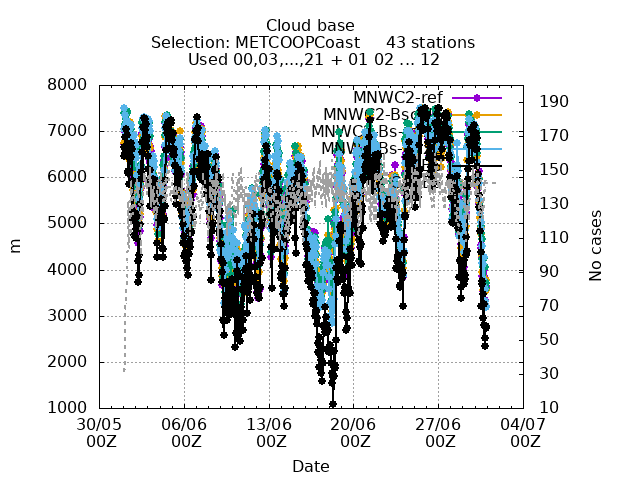 Cloud base
Selection: METCOOPCoast 43 stations
Used 00,03,...,21 + 01 02 ... 12
MNWC2-ref
8000
7000
6000
5000
4000
3000
2000
1000
m
190
170
150
130
110
90
70
50
30
10
No cases
30/05 06/06 13/06 20/06 27/06 04/07
00Z 00Z 00Z 00Z 00Z 00Z
Date